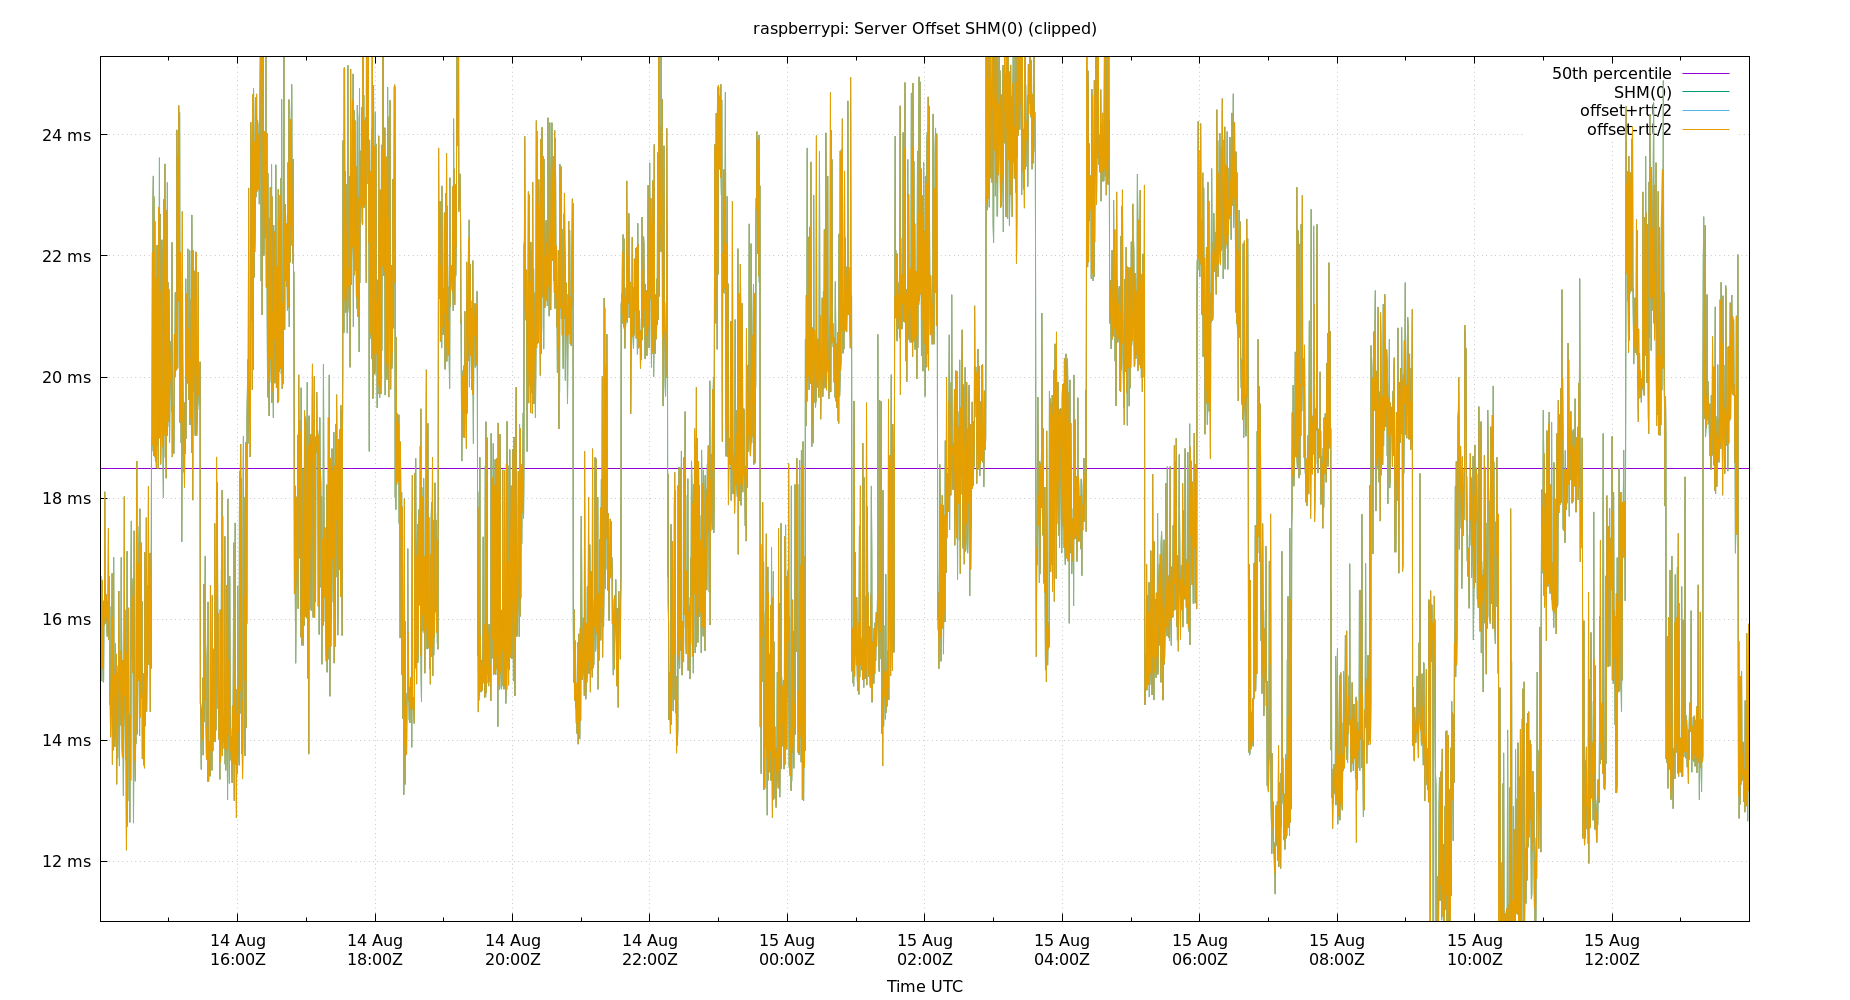 raspberrypi: Server Offset SHM(0) (clipped)
50th percentile
SHM(0)
offset+rtt/2
offset-rtt/2
24 ms
22 ms
20 ms
18 ms
16 ms
14 ms
12 ms
14 Aug 14 Aug 14 Aug 14 Aug 15 Aug 15 Aug 15 Aug 15 Aug 15 Aug 15 Aug 15 Aug
16:00Z 18:00Z 20:00Z 22:00Z 00:00Z 02:00Z 04:00Z 06:00Z 08:00Z 10:00Z 12:00Z
Time UTC